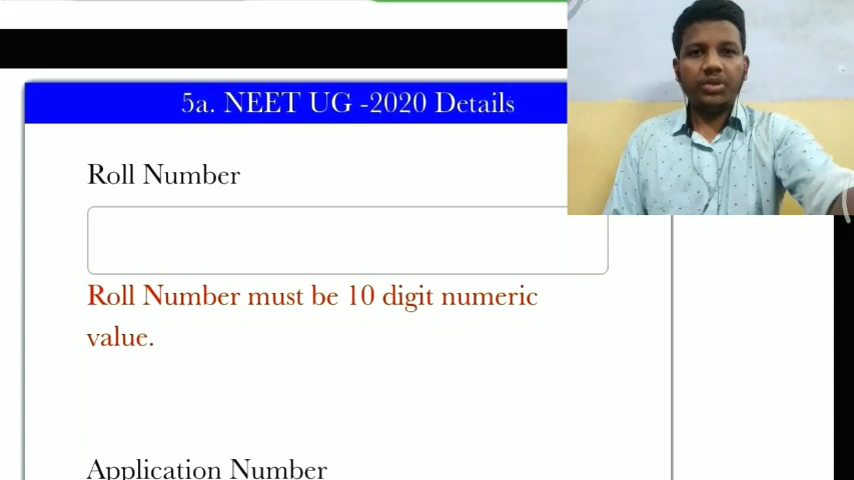 5a. NEET UG -2020 Details
Roll Number
Roll Number must be 10 digit numeric
value.
Application Number